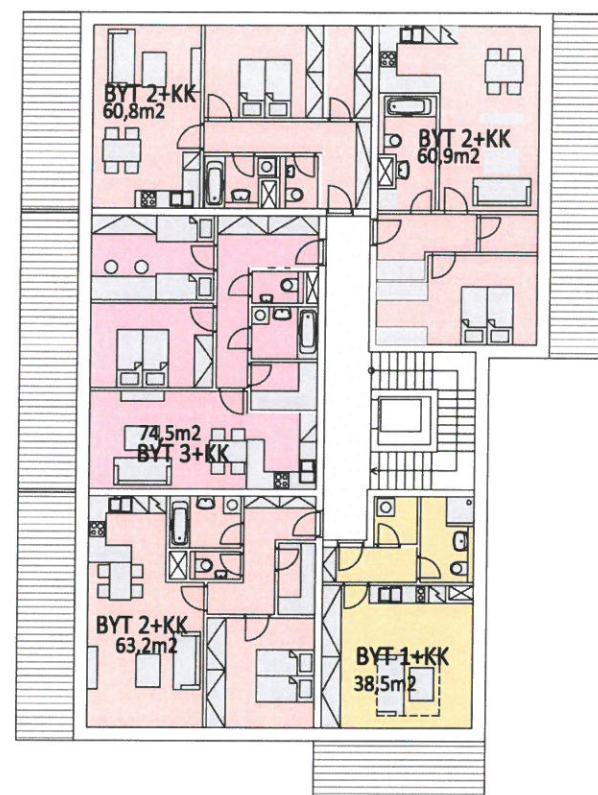 BYT 2+KK
60,8m2
BYT 2+KK
60,9m2
74,5m2
BYT 3+KK
BYT 2+KK
63,2m2
BYT 1+KK
38,5m2